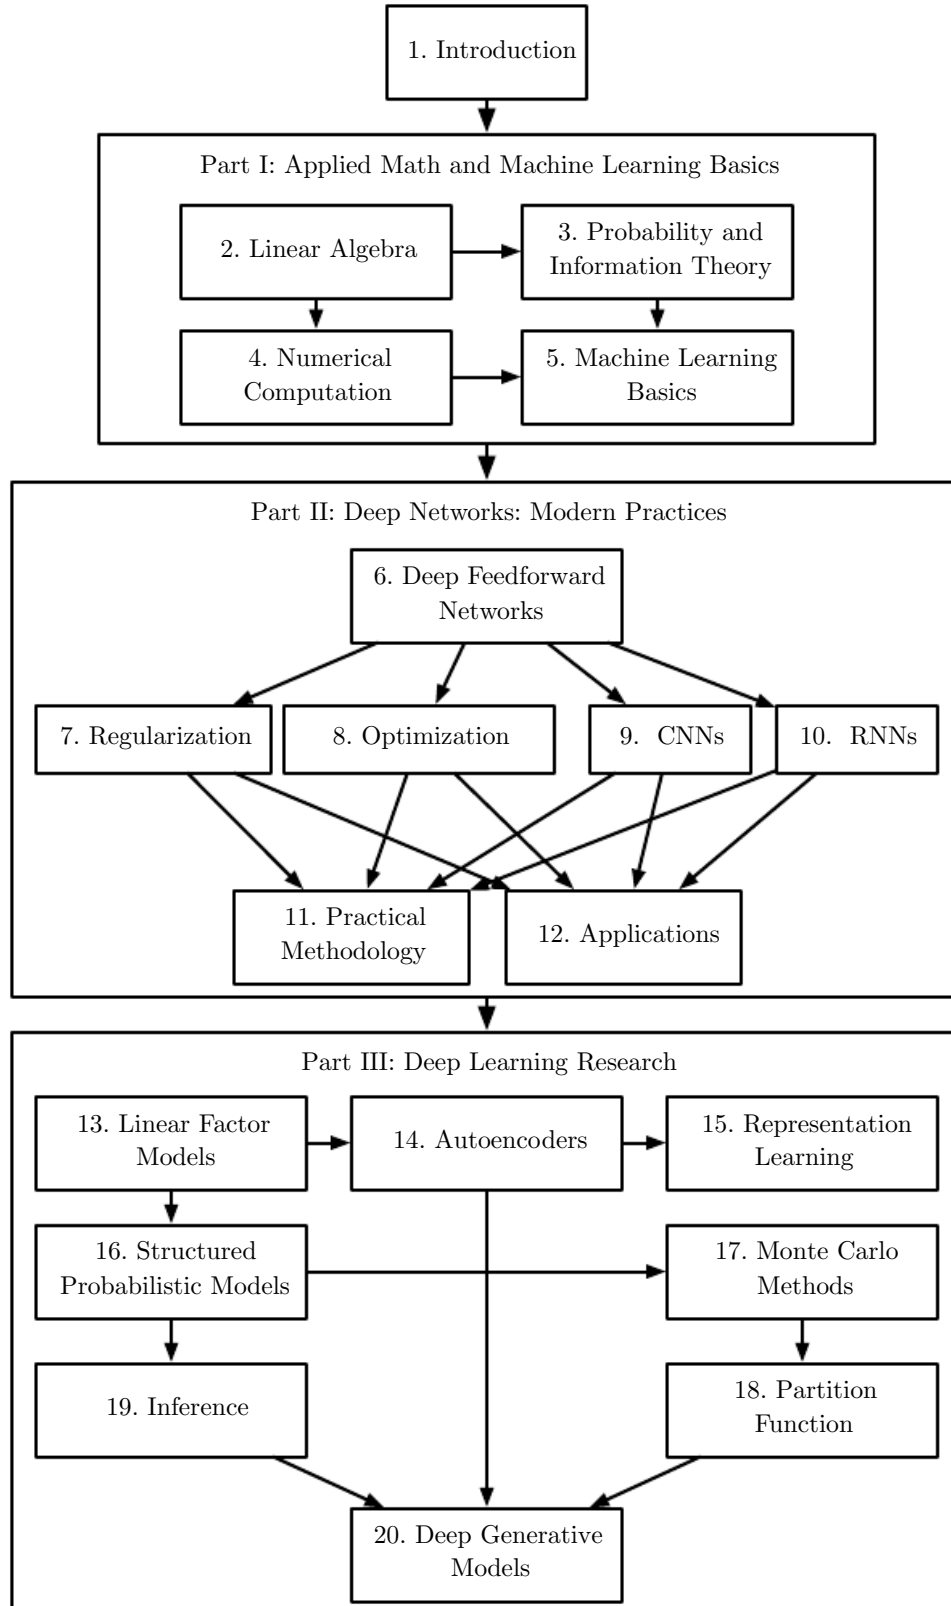 1. Introduction
Part I: Applied Math and Machine Learning Basics
2. Linear Algebra
3. Probability and
Information Theory
4. Numerical
Computation
5. Machine Learning
Basics
Part II: Deep Networks: Modern Practices
6. Deep Feedforward
Networks
7. Regularization
8. Optimization
9. CNNs
10. RNNs
11. Practical
Methodology
12. Applications
Part III: Deep Learning Research
13. Linear Factor
Models
14. Autoencoders
15. Representation
Learning
16. Structured
Probabilistic Models
17. Monte Carlo
Methods
19. Inference
18. Partition
Function
20. Deep Generative
Models